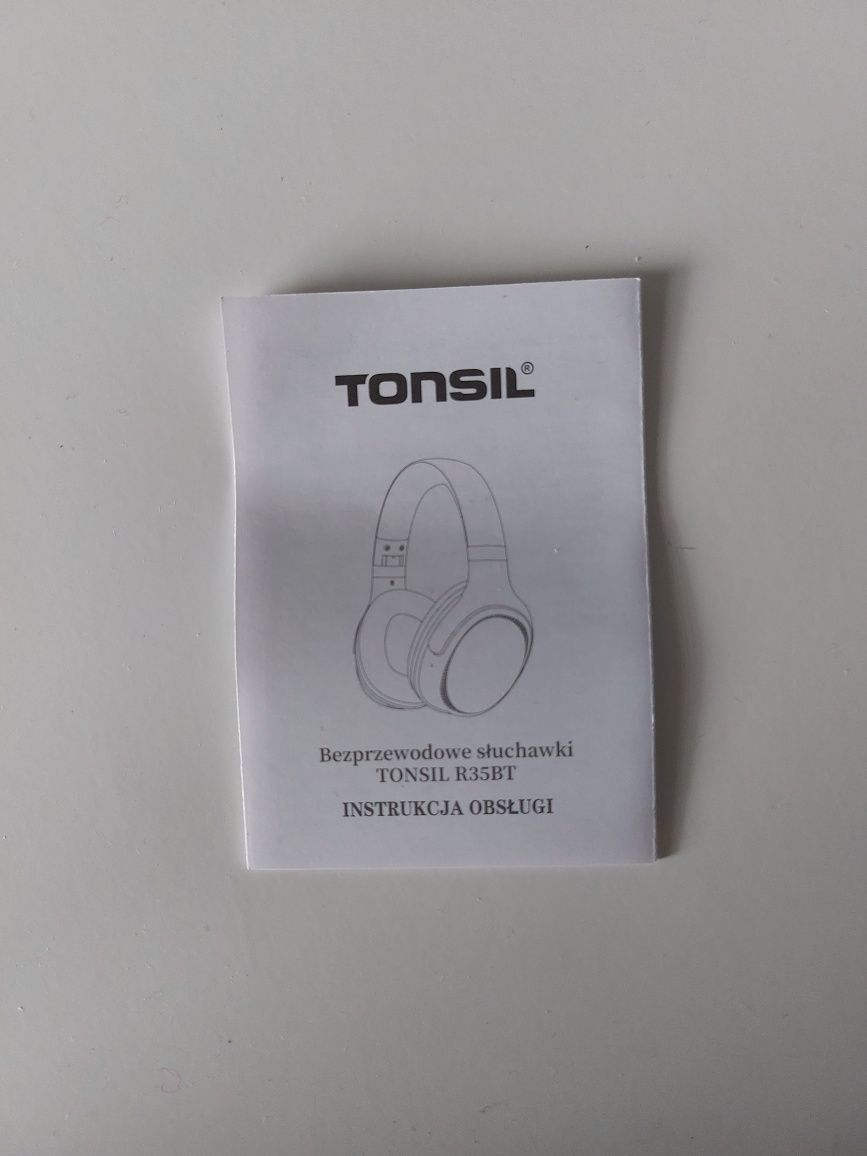 TONSIL®
Bezprzewodowe słuchawki
TONSIL R35BT
INSTRUKCJA OBSŁUGI